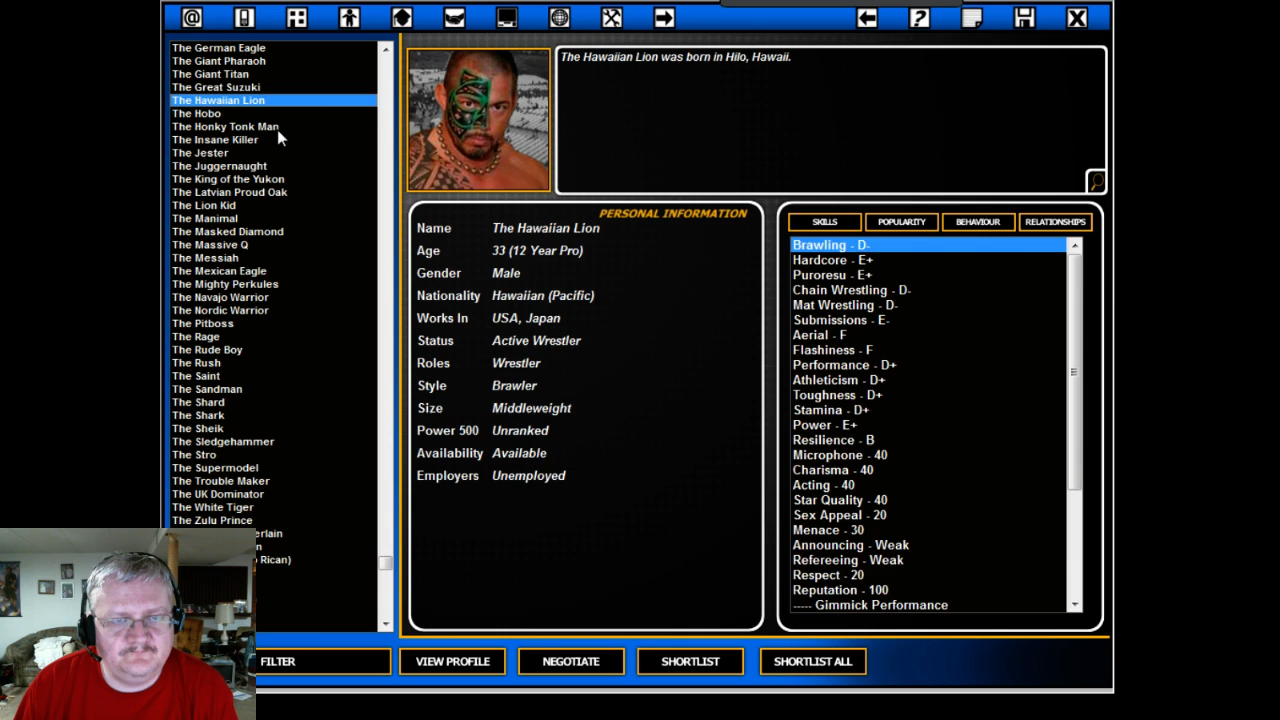 The German Eagle
The Giant Pharaoh
The Giant Titan
The Great Suzuki
The Hawaiian Lion
The Hobo
The Honky Tonk Man
The Insane Killer
The Jester
The Juggernaught
The King of the Yukon
The Latvian Proud Oak
The Lion Kid
The Manimal
The Masked Diamond
The Massive Q
The Messiah
The Mexican Eagle
The Mighty Perkules
The Navajo Warrior
The Nordic Warrior
The Pitboss
The Rage
The Rude Boy
The Rush
The Saint
The Sandman
The Shard
The Shark
The Sheik
The Sledgehammer
The Stro
The Supermodel
The Trouble Maker
The UK Dominator
The White Tiger
The Zulu Prince
erlain
n
Rican)
FILTER
The Hawaiian Lion was born in Hilo, Hawaii.
PERSONAL INFORMATION
Name The Hawaiian Lion
Age 33 (12 Year Pro)
Gender Male
Nationality Hawaiian (Pacific)
Works In USA, Japan
Status Active Wrestler
Roles Wrestler
Style Brawler
Size Middleweight
Power 500 Unranked
Availability Available
Employers Unemployed
SKILLS POPULARITY BEHAVIOUR RELATIONSHIPS
Brawling - D-
Hardcore - E+
Puroresu - E+
Chain Wrestling - D-
Mat Wrestling - D-
Submissions - E-
Aerial - F
Flashiness - F
Performance - D+
Athleticism - D+
Toughness - D+
Stamina - D+
Power - E+
Resilience - B
Microphone - 40
Charisma - 40
Acting - 40
Star Quality - 40
Sex Appeal - 20
Menace - 30
Announcing - Weak
Refereeing - Weak
Respect - 20
Reputation - 100
----- Gimmick Performance
VIEW PROFILE NEGOTIATE SHORTLIST SHORTLIST ALL